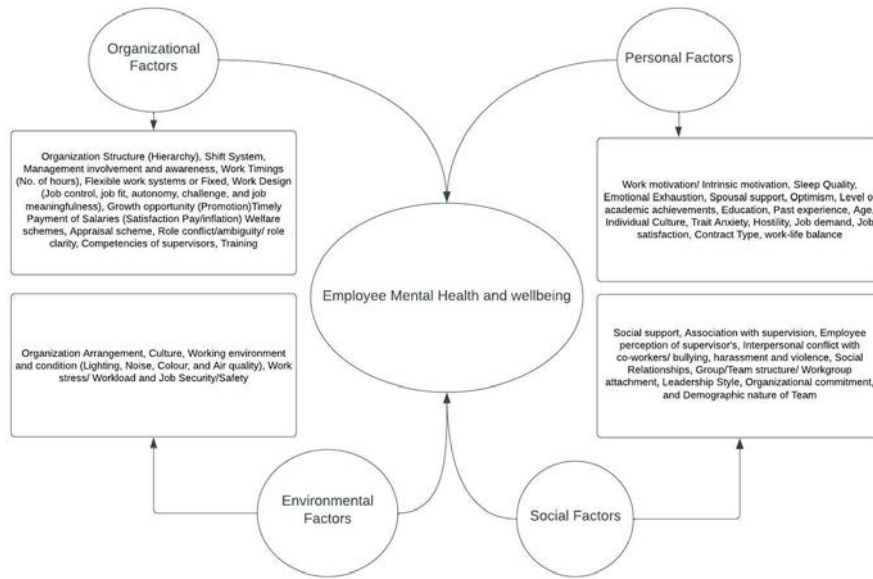 Organizational
Factors
Personal Factors
Organization Structure (Hierarchy), Shift System,
Management involvement and awareness, Work Timings
(No. of hours), Flexible work systems or Fixed, Work Design
(Job control, job fit, autonomy, challenge, and job
meaningfulness), Growth opportunity (Promotion)Timely
Payment of Salaries (Satisfaction Pay/inflation) Welfare
schemes, Appraisal scheme, Role conflict/ambiguity/ role
clarity, Competencies of supervisors, Training
Work motivation/ Intrinsic motivation, Sleep Quality,
Emotional Exhaustion, Spousal support, Optimism, Level o
academic achievements, Education, Past experience, Age,
Individual Culture, Trait Anxiety, Hostility, Job demand, Job
satisfaction, Contract Type, work-life balance
Employee Mental Health and wellbeing
Organization Arrangement, Culture, Working environment
and condition (Lighting, Noise, Colour, and Air quality), Work
stress/ Workload and Job Security/Safety
Social support, Association with supervision, Employee
perception of supervisor's, Interpersonal conflict with
co-workers/ bullying, harassment and violence, Social
Relationships, Group/Team structure/ Workgroup
attachment, Leadership Style, Organizational commitment,
and Demographic nature of Team
Environmental
Factors
Social Factors